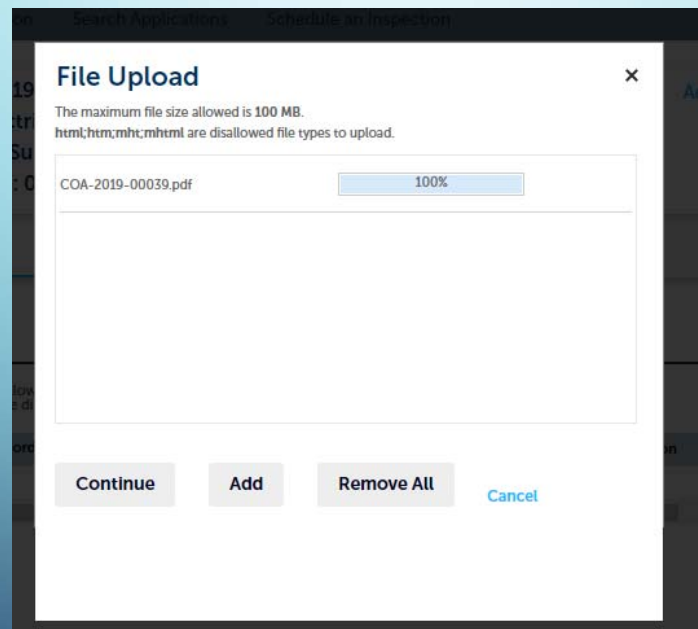 Search Applications Schedule an Inspection
File Upload
×
The maximum file size allowed is 100 MB.
html;htm;mht;mhtml are disallowed file types to upload.
COA-2019-00039.pdf 100%
Continue Add Remove All Cancel